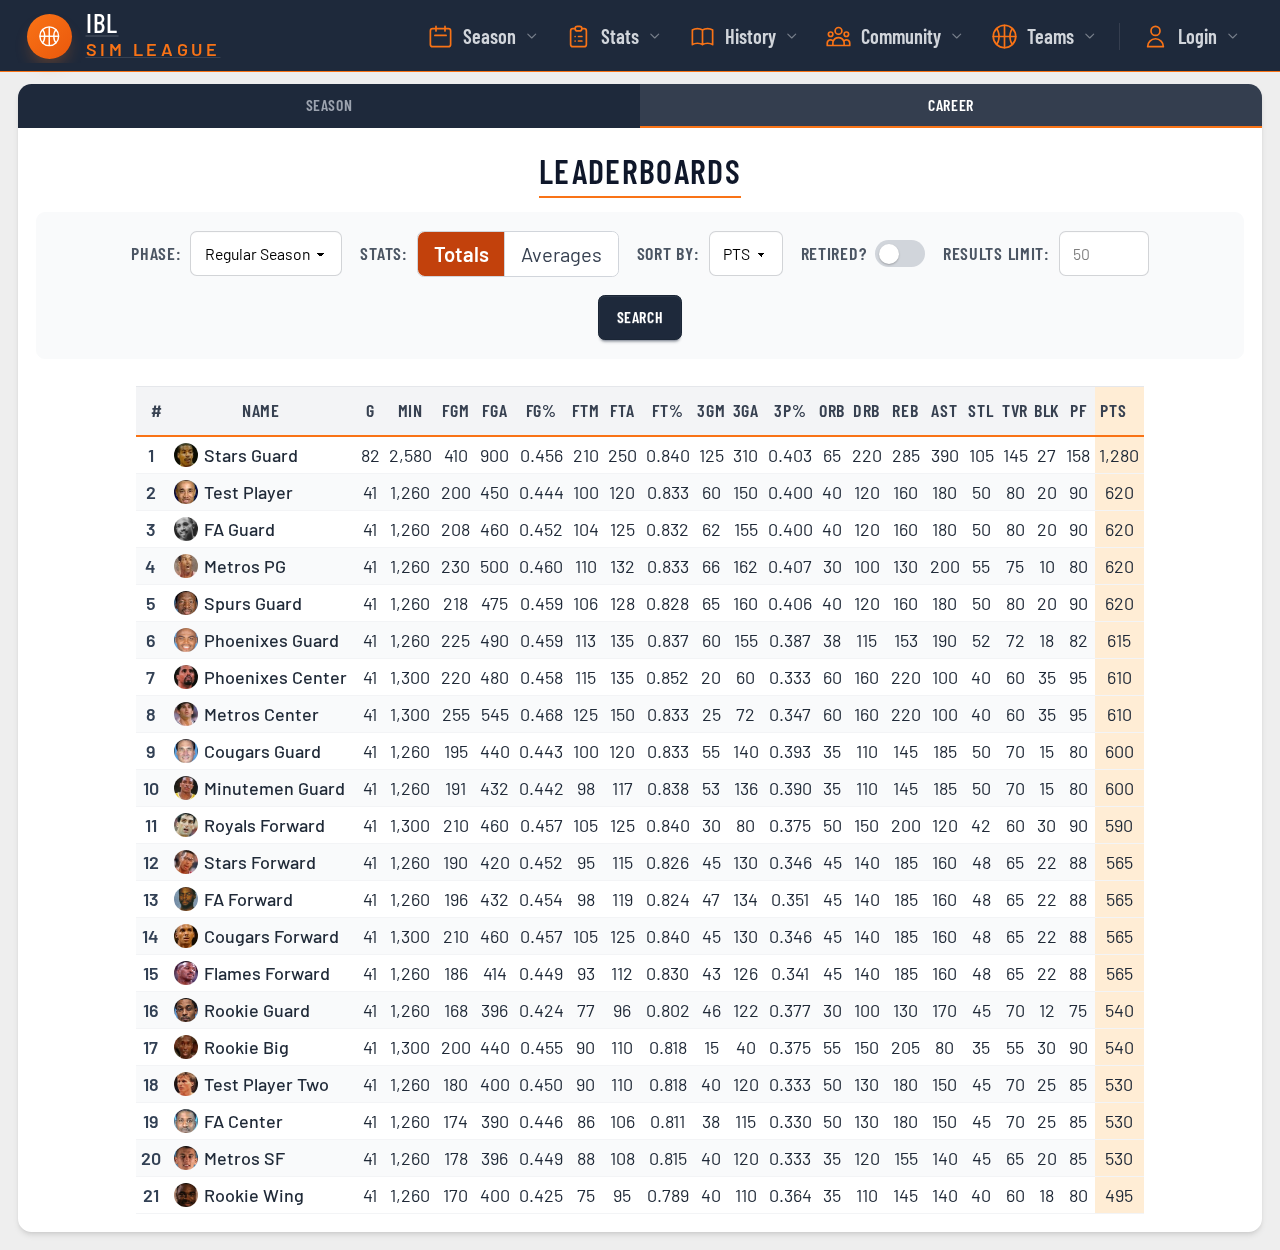 IBL
SIM LEAGUE
Season Stats History Community Teams Login
SEASON CAREER
LEADERBOARDS
PHASE: Regular Season STATS: Totals Averages SORT BY: PTS RETIRED? RESULTS LIMIT: 50
SEARCH
# NAME G MIN FGM FGA FG% FTM FTA FT% 3GM 3GA 3P% ORB DRB REB AST STL TVR BLK PF PTS
1 Stars Guard 82 2,580 410 900 0.456 210 250 0.840 125 310 0.403 65 220 285 390 105 145 27 158 1,280
2 Test Player 41 1,260 200 450 0.444 100 120 0.833 60 150 0.400 40 120 160 180 50 80 20 90 620
3 FA Guard 41 1,260 208 460 0.452 104 125 0.832 62 155 0.400 40 120 160 180 50 80 20 90 620
4 Metros PG 41 1,260 230 500 0.460 110 132 0.833 66 162 0.407 30 100 130 200 55 75 10 80 620
5 Spurs Guard 41 1,260 218 475 0.459 106 128 0.828 65 160 0.406 40 120 160 180 50 80 20 90 620
6 Phoenixes Guard 41 1,260 225 490 0.459 113 135 0.837 60 155 0.387 38 115 153 190 52 72 18 82 615
7 Phoenixes Center 41 1,300 220 480 0.458 115 135 0.852 20 60 0.333 60 160 220 100 40 60 35 95 610
8 Metros Center 41 1,300 255 545 0.468 125 150 0.833 25 72 0.347 60 160 220 100 40 60 35 95 610
9 Cougars Guard 41 1,260 195 440 0.443 100 120 0.833 55 140 0.393 35 110 145 185 50 70 15 80 600
10 Minutemen Guard 41 1,260 191 432 0.442 98 117 0.838 53 136 0.390 35 110 145 185 50 70 15 80 600
11 Royals Forward 41 1,300 210 460 0.457 105 125 0.840 30 80 0.375 50 150 200 120 42 60 30 90 590
12 Stars Forward 41 1,260 190 420 0.452 95 115 0.826 45 130 0.346 45 140 185 160 48 65 22 88 565
13 FA Forward 41 1,260 196 432 0.454 98 119 0.824 47 134 0.351 45 140 185 160 48 65 22 88 565
14 Cougars Forward 41 1,300 210 460 0.457 105 125 0.840 45 130 0.346 45 140 185 160 48 65 22 88 565
15 Flames Forward 41 1,260 186 414 0.449 93 112 0.830 43 126 0.341 45 140 185 160 48 65 22 88 565
16 Rookie Guard 41 1,260 168 396 0.424 77 96 0.802 46 122 0.377 30 100 130 170 45 70 12 75 540
17 Rookie Big 41 1,300 200 440 0.455 90 110 0.818 15 40 0.375 55 150 205 80 35 55 30 90 540
18 Test Player Two 41 1,260 180 400 0.450 90 110 0.818 40 120 0.333 50 130 180 150 45 70 25 85 530
19 FA Center 41 1,260 174 390 0.446 86 106 0.811 38 115 0.330 50 130 180 150 45 70 25 85 530
20 Metros SF 41 1,260 178 396 0.449 88 108 0.815 40 120 0.333 35 120 155 140 45 65 20 85 530
21 Rookie Wing 41 1,260 170 400 0.425 75 95 0.789 40 110 0.364 35 110 145 140 40 60 18 80 495